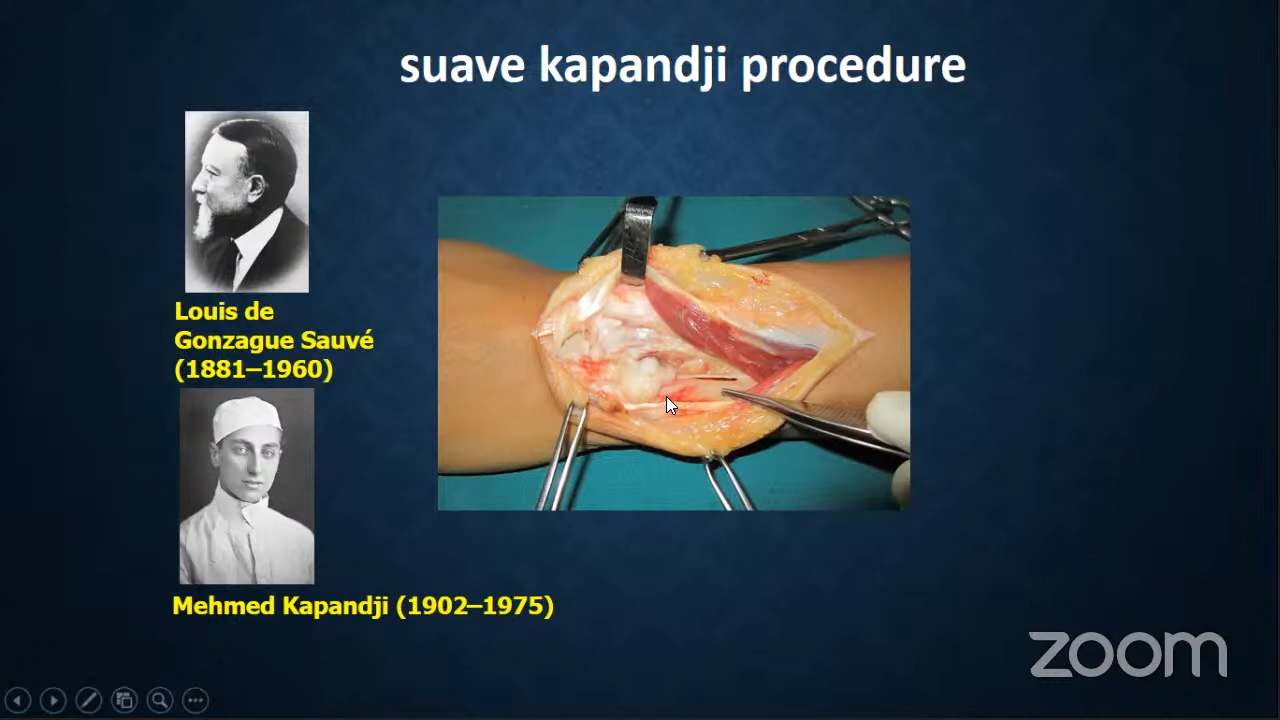 suave kapandji procedure
Louis de
Gonzague Sauvé
(1881–1960)
Mehmed Kapandji (1902–1975)
zoom